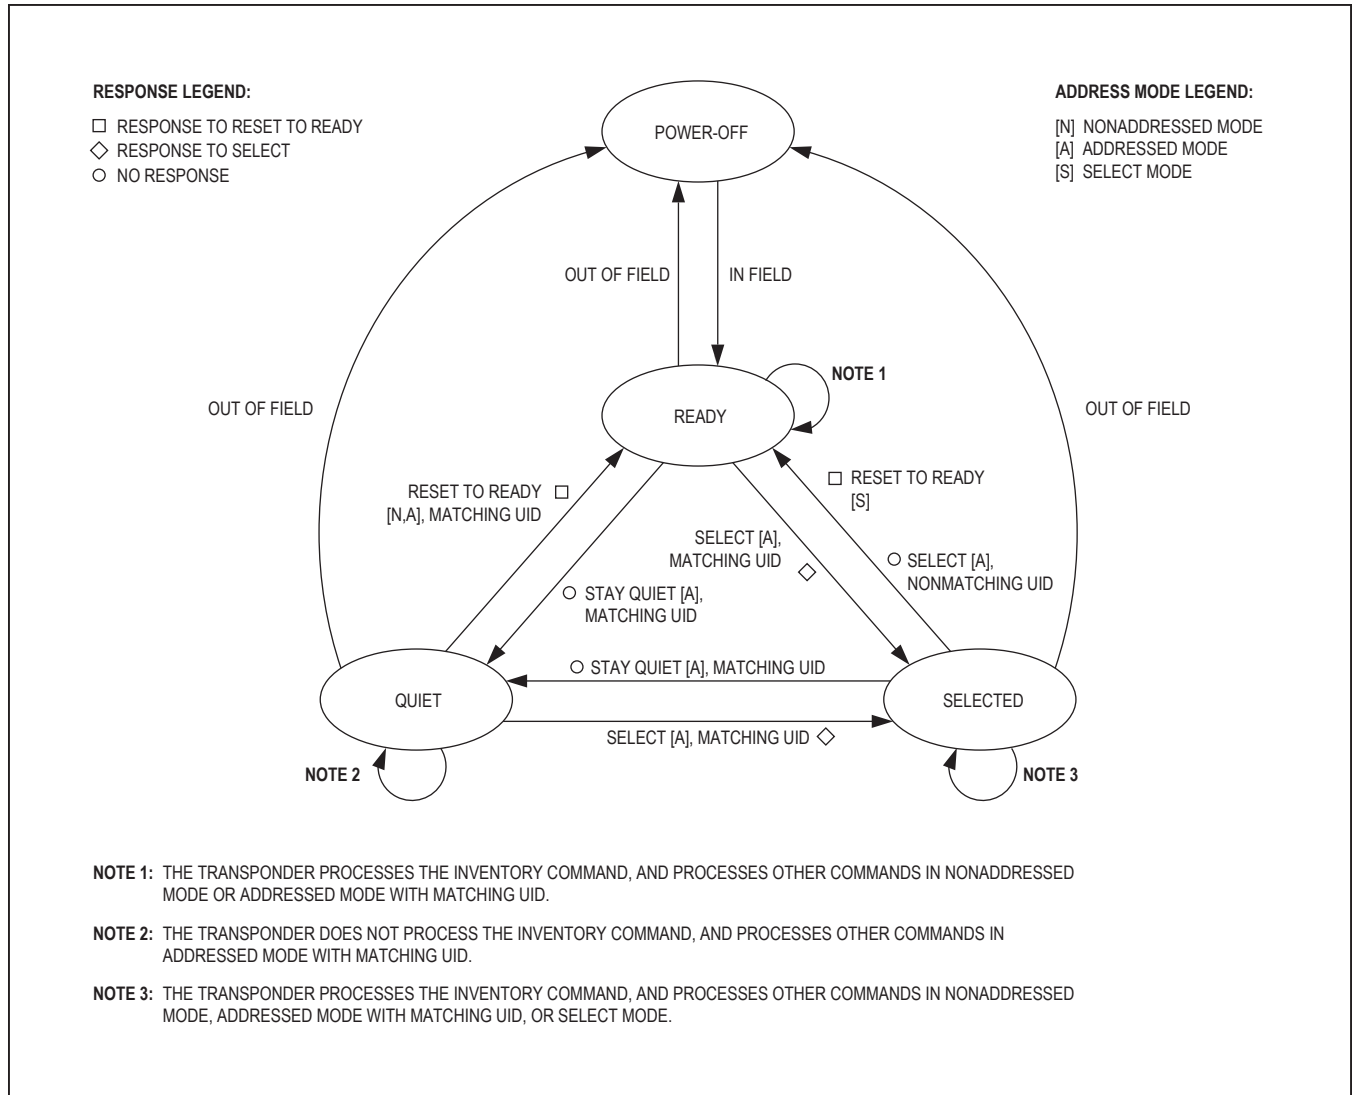 RESPONSE LEGEND:
RESPONSE TO RESET TO READY
RESPONSE TO SELECT
NO RESPONSE
ADDRESS MODE LEGEND:
[N] NONADDRESSED MODE
[A] ADDRESSED MODE
[S] SELECT MODE
POWER-OFF
OUT OF FIELD
IN FIELD
NOTE 1
OUT OF FIELD
OUT OF FIELD
READY
RESET TO READY
[N,A], MATCHING UID
RESET TO READY
[S]
SELECT [A],
MATCHING UID
SELECT [A],
NONMATCHING UID
STAY QUIET [A],
MATCHING UID
STAY QUIET [A], MATCHING UID
QUIET
SELECTED
SELECT [A], MATCHING UID
NOTE 2
NOTE 3
NOTE 1: THE TRANSPONDER PROCESSES THE INVENTORY COMMAND, AND PROCESSES OTHER COMMANDS IN NONADDRESSED
MODE OR ADDRESSED MODE WITH MATCHING UID.
NOTE 2: THE TRANSPONDER DOES NOT PROCESS THE INVENTORY COMMAND, AND PROCESSES OTHER COMMANDS IN
ADDRESSED MODE WITH MATCHING UID.
NOTE 3: THE TRANSPONDER PROCESSES THE INVENTORY COMMAND, AND PROCESSES OTHER COMMANDS IN NONADDRESSED
MODE, ADDRESSED MODE WITH MATCHING UID, OR SELECT MODE.